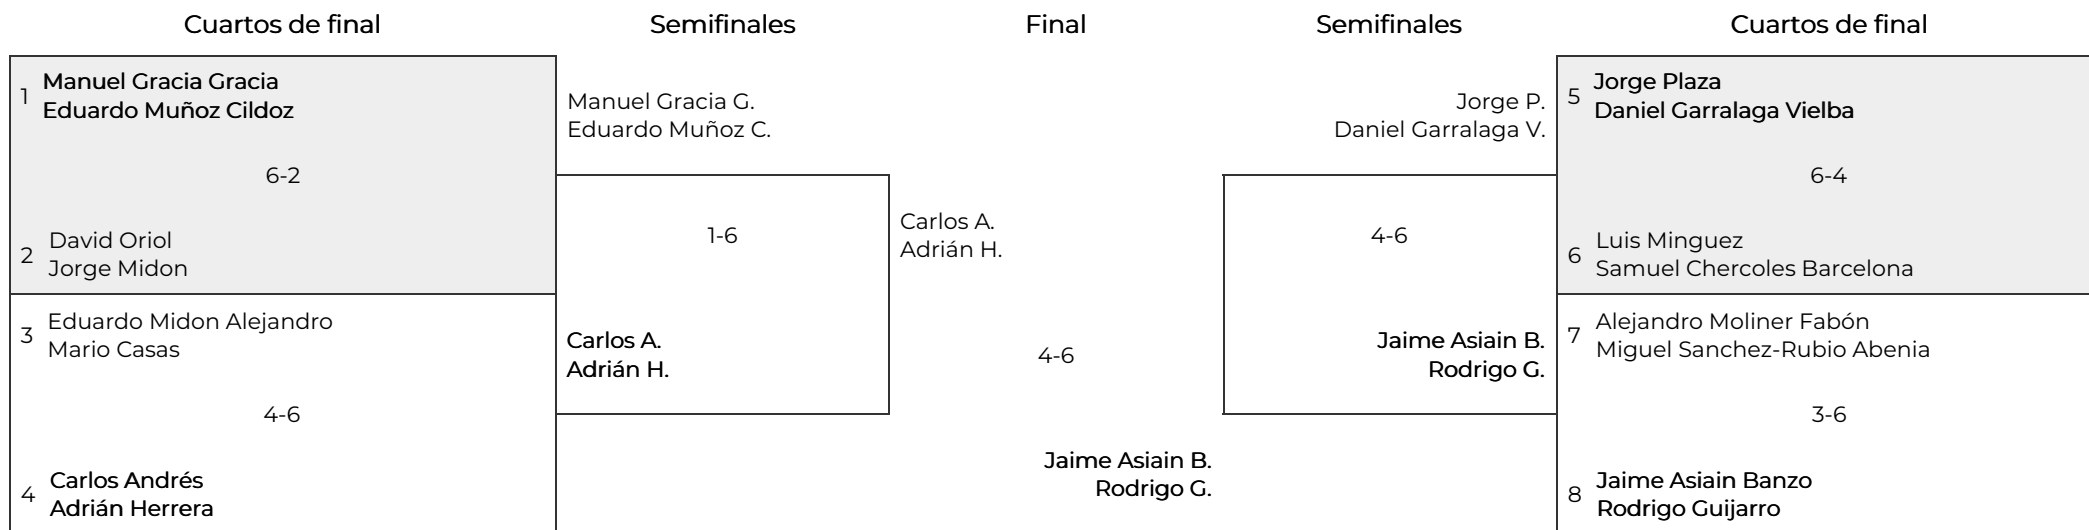 Cuartos de final
Semifinales
Final
Semifinales
Cuartos de final
1
Manuel Gracia Gracia
Eduardo Muñoz Cildoz
6-2
2
David Oriol
Jorge Midon
3
Eduardo Midon Alejandro
Mario Casas
4-6
4
Carlos Andrés
Adrián Herrera
Manuel Gracia G.
Eduardo Muñoz C.
1-6
Carlos A.
Adrián H.
Carlos A.
Adrián H.
4-6
Jaime Asiain B.
Rodrigo G.
Jorge P.
Daniel Garralaga V.
4-6
Jaime Asiain B.
Rodrigo G.
5
Jorge Plaza
Daniel Garralaga Vielba
6-4
6
Luis Minguez
Samuel Chercoles Barcelona
7
Alejandro Moliner Fabón
Miguel Sanchez-Rubio Abenia
3-6
8
Jaime Asiain Banzo
Rodrigo Guijarro